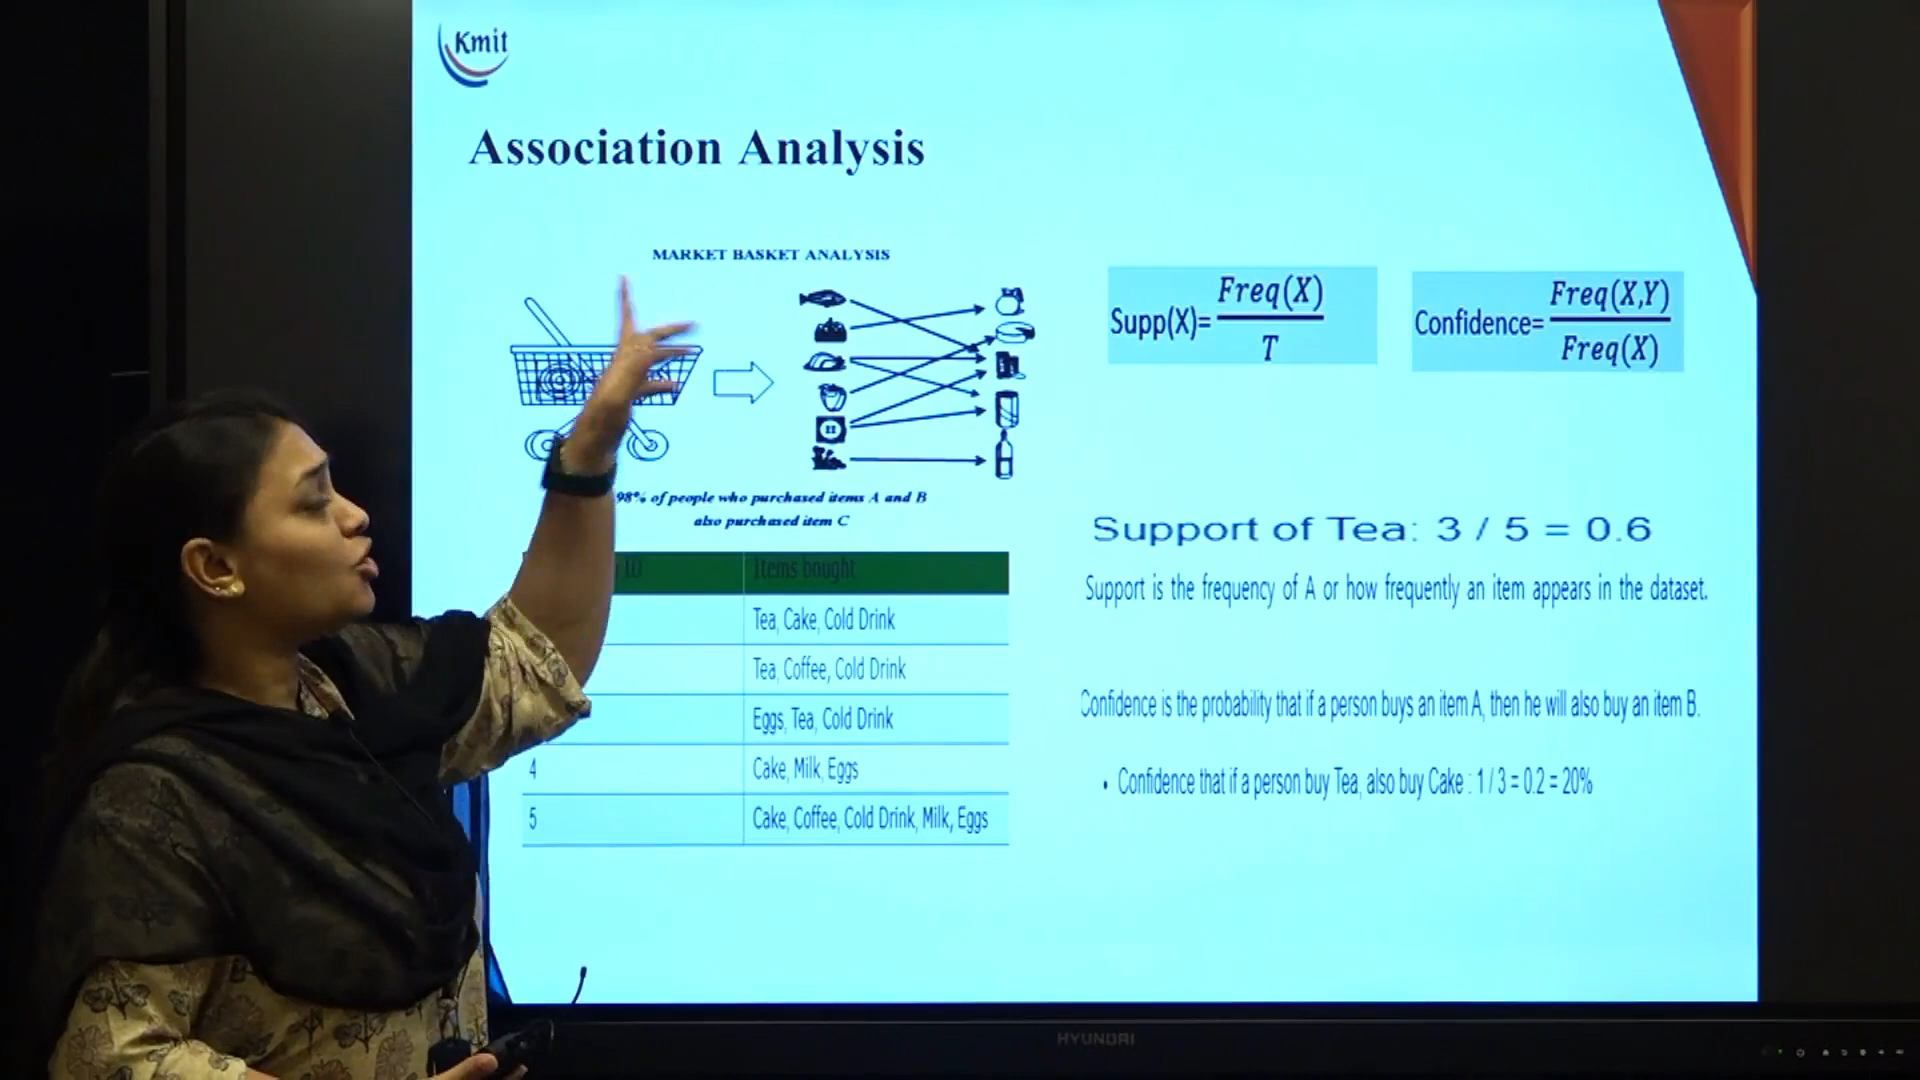 Kmit
Association Analysis
MARKET BASKET ANALYSIS
98% of people who purchased items A and B
also purchased item C
Supp(X)= Freq(X) / T
Confidence= Freq(X,Y) / Freq(X)
ID Items bought
Tea, Cake, Cold Drink
Tea, Coffee, Cold Drink
Eggs, Tea, Cold Drink
4 Cake, Milk, Eggs
5 Cake, Coffee, Cold Drink, Milk, Eggs
Support of Tea: 3 / 5 = 0.6
Support is the frequency of A or how frequently an item appears in the dataset.
Confidence is the probability that if a person buys an item A, then he will also buy an item B.
• Confidence that if a person buy Tea, also buy Cake : 1 / 3 = 0.2 = 20%
HYUNDAI